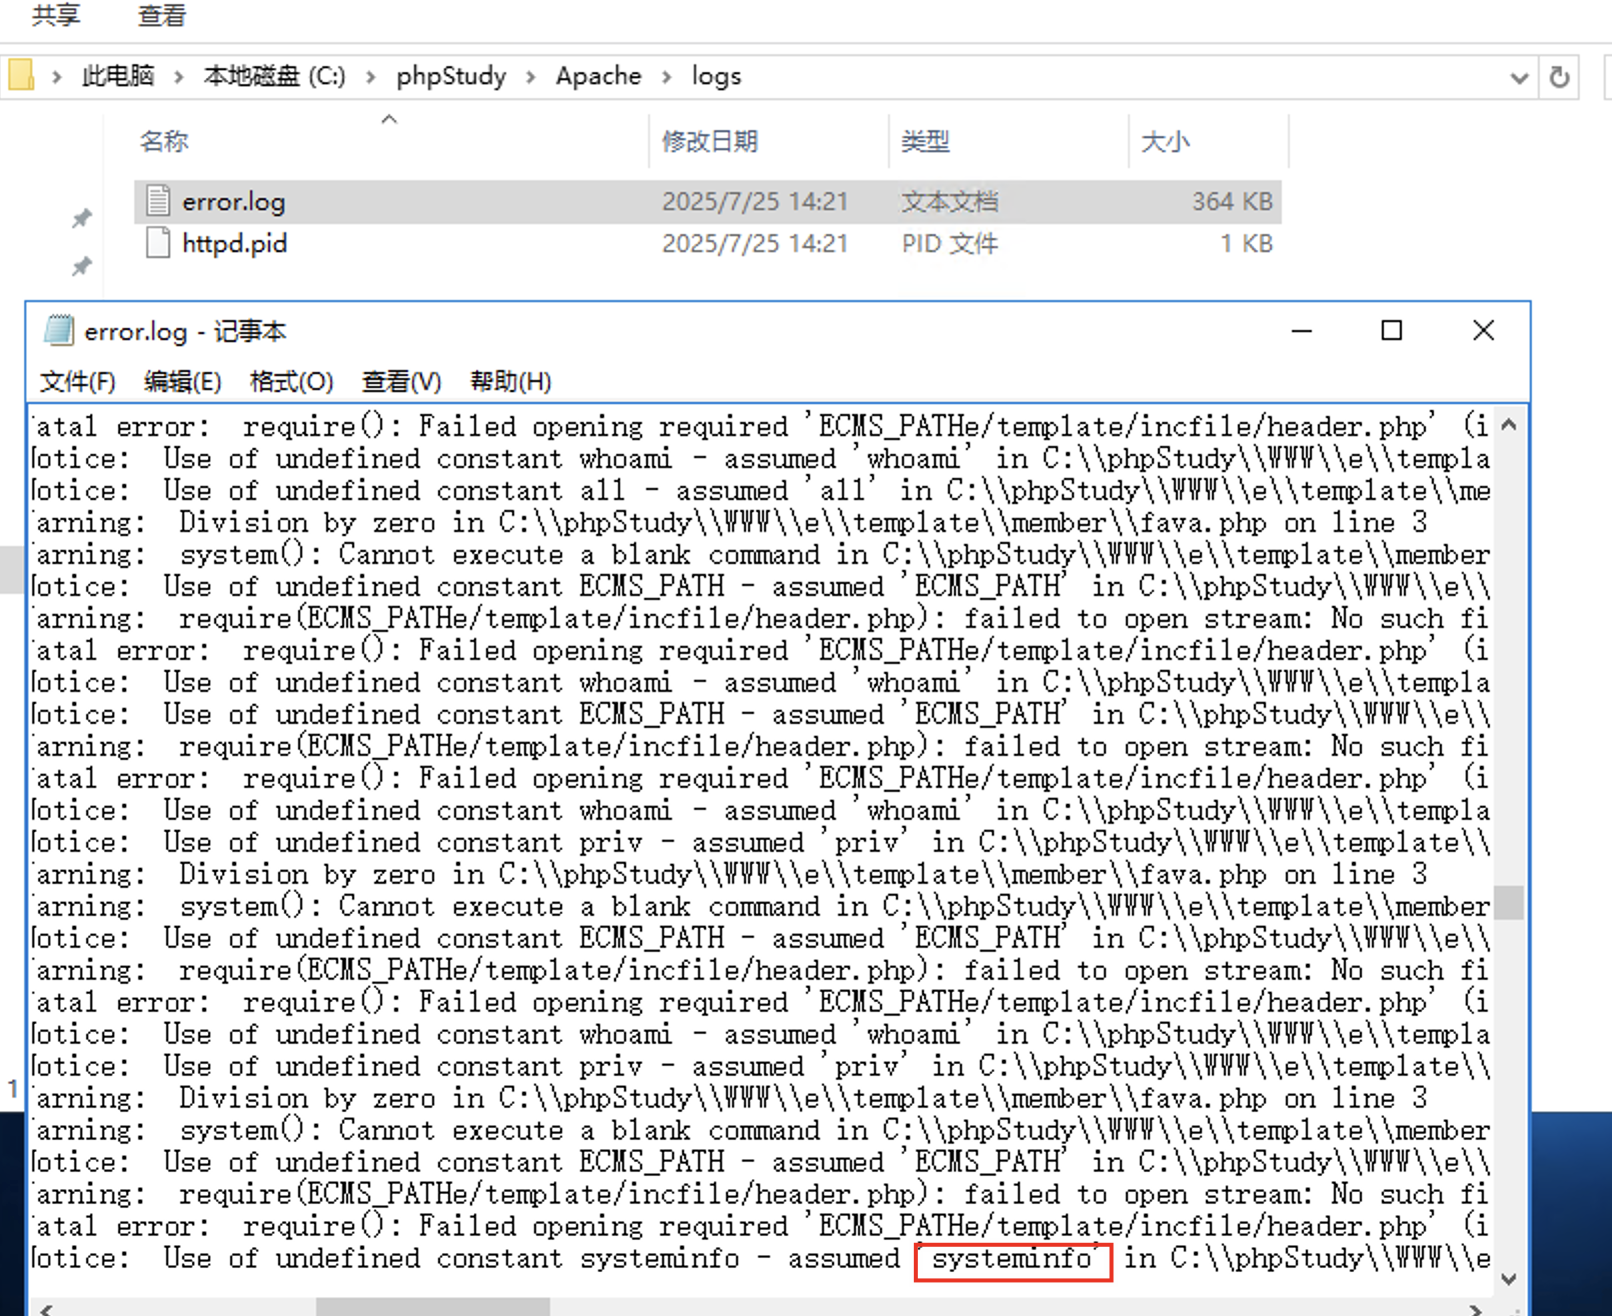 共享 查看
此电脑 › 本地磁盘 (C:) › phpStudy › Apache › logs
名称 修改日期 类型 大小
error.log 2025/7/25 14:21 文本文档 364 KB
httpd.pid 2025/7/25 14:21 PID 文件 1 KB
error.log - 记事本
文件(F) 编辑(E) 格式(O) 查看(V) 帮助(H)
atal error:  require(): Failed opening required 'ECMS_PATHe/template/incfile/header.php' (i
otice:  Use of undefined constant whoami - assumed 'whoami' in C:\\phpStudy\\WWW\\e\\templa
otice:  Use of undefined constant all - assumed 'all' in C:\\phpStudy\\WWW\\e\\template\\me
arning:  Division by zero in C:\\phpStudy\\WWW\\e\\template\\member\\fava.php on line 3
arning:  system(): Cannot execute a blank command in C:\\phpStudy\\WWW\\e\\template\\member
otice:  Use of undefined constant ECMS_PATH - assumed 'ECMS_PATH' in C:\\phpStudy\\WWW\\e\\
arning:  require(ECMS_PATHe/template/incfile/header.php): failed to open stream: No such fi
atal error:  require(): Failed opening required 'ECMS_PATHe/template/incfile/header.php' (i
otice:  Use of undefined constant whoami - assumed 'whoami' in C:\\phpStudy\\WWW\\e\\templa
otice:  Use of undefined constant ECMS_PATH - assumed 'ECMS_PATH' in C:\\phpStudy\\WWW\\e\\
arning:  require(ECMS_PATHe/template/incfile/header.php): failed to open stream: No such fi
atal error:  require(): Failed opening required 'ECMS_PATHe/template/incfile/header.php' (i
otice:  Use of undefined constant whoami - assumed 'whoami' in C:\\phpStudy\\WWW\\e\\templa
otice:  Use of undefined constant priv - assumed 'priv' in C:\\phpStudy\\WWW\\e\\template\\
arning:  Division by zero in C:\\phpStudy\\WWW\\e\\template\\member\\fava.php on line 3
arning:  system(): Cannot execute a blank command in C:\\phpStudy\\WWW\\e\\template\\member
otice:  Use of undefined constant ECMS_PATH - assumed 'ECMS_PATH' in C:\\phpStudy\\WWW\\e\\
arning:  require(ECMS_PATHe/template/incfile/header.php): failed to open stream: No such fi
atal error:  require(): Failed opening required 'ECMS_PATHe/template/incfile/header.php' (i
otice:  Use of undefined constant whoami - assumed 'whoami' in C:\\phpStudy\\WWW\\e\\templa
otice:  Use of undefined constant priv - assumed 'priv' in C:\\phpStudy\\WWW\\e\\template\\
arning:  Division by zero in C:\\phpStudy\\WWW\\e\\template\\member\\fava.php on line 3
arning:  system(): Cannot execute a blank command in C:\\phpStudy\\WWW\\e\\template\\member
otice:  Use of undefined constant ECMS_PATH - assumed 'ECMS_PATH' in C:\\phpStudy\\WWW\\e\\
arning:  require(ECMS_PATHe/template/incfile/header.php): failed to open stream: No such fi
atal error:  require(): Failed opening required 'ECMS_PATHe/template/incfile/header.php' (i
otice:  Use of undefined constant systeminfo - assumed 'systeminfo' in C:\\phpStudy\\WWW\\e
1